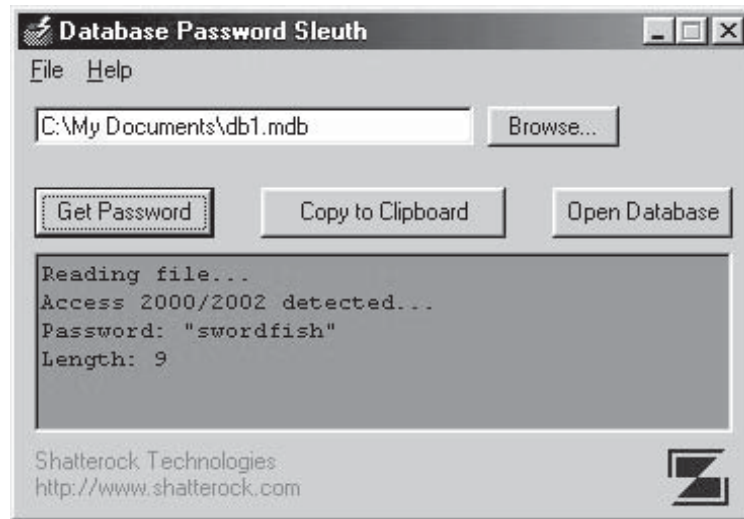 Database Password Sleuth
File Help
C:\My Documents\db1.mdb
Browse...
Get Password
Copy to Clipboard
Open Database
Reading file...
Access 2000/2002 detected...
Password: "swordfish"
Length: 9
Shatterock Technologies
http://www.shatterock.com